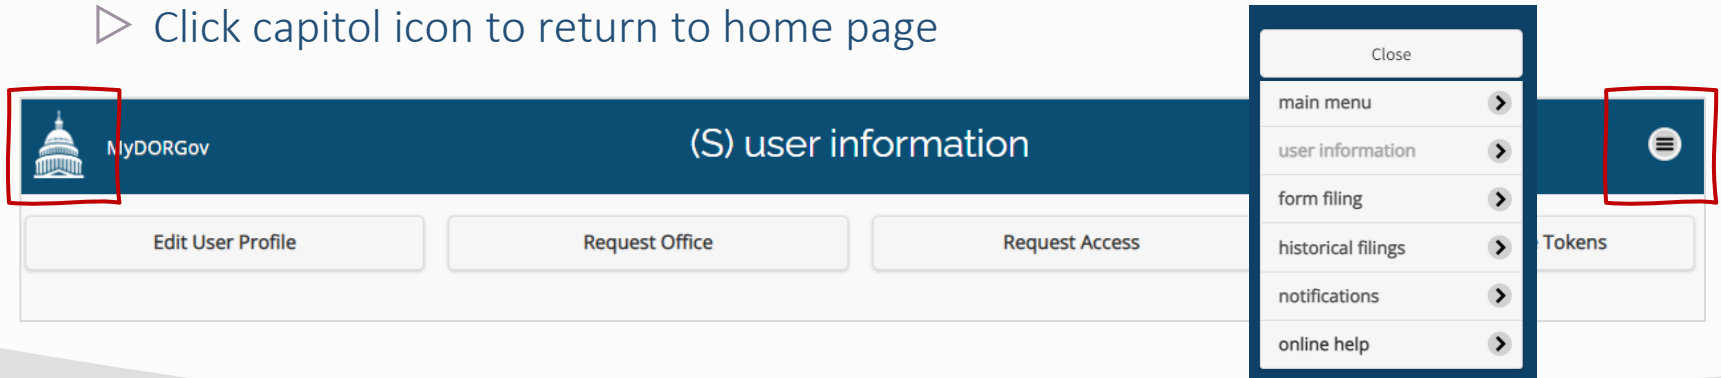 Click capitol icon to return to home page
MyDORGov
(S) user information
Edit User Profile
Request Office
Request Access
Tokens
Close
main menu
user information
form filing
historical filings
notifications
online help